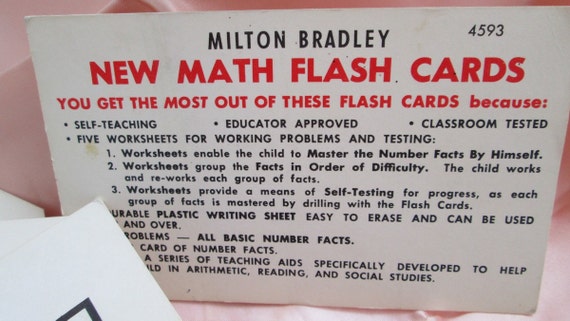 MILTON BRADLEY 4593
NEW MATH FLASH CARDS
YOU GET THE MOST OUT OF THESE FLASH CARDS because:
• SELF-TEACHING • EDUCATOR APPROVED • CLASSROOM TESTED
• FIVE WORKSHEETS FOR WORKING PROBLEMS AND TESTING:
1. Worksheets enable the child to Master the Number Facts By Himself.
2. Worksheets group the Facts in Order of Difficulty. The child works
and re-works each group of facts.
3. Worksheets provide a means of Self-Testing for progress, as each
group of facts is mastered by drilling with the Flash Cards.
URABLE PLASTIC WRITING SHEET EASY TO ERASE AND CAN BE USED
AND OVER.
ROBLEMS — ALL BASIC NUMBER FACTS.
CARD OF NUMBER FACTS.
A SERIES OF TEACHING AIDS SPECIFICALLY DEVELOPED TO HELP
ILD IN ARITHMETIC, READING, AND SOCIAL STUDIES.